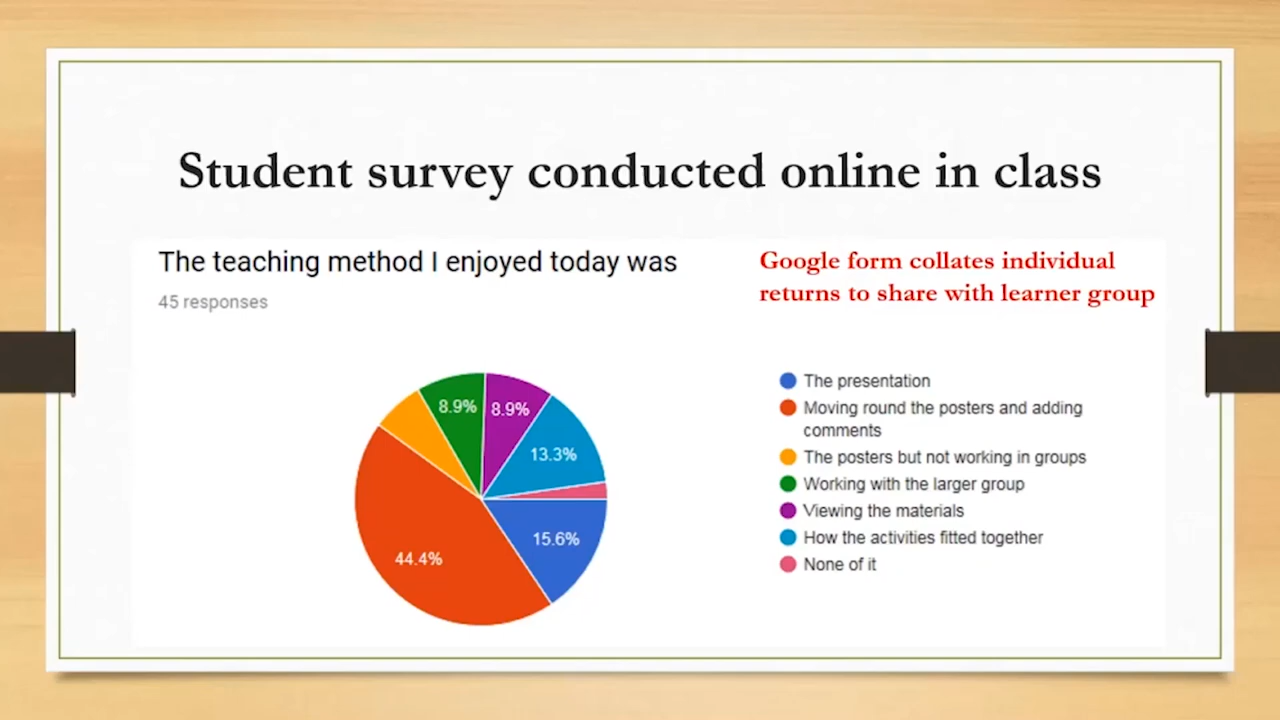 Student survey conducted online in class
The teaching method I enjoyed today was
45 responses
Google form collates individual
returns to share with learner group
8.9%
8.9%
13.3%
15.6%
44.4%
The presentation
Moving round the posters and adding
comments
The posters but not working in groups
Working with the larger group
Viewing the materials
How the activities fitted together
None of it